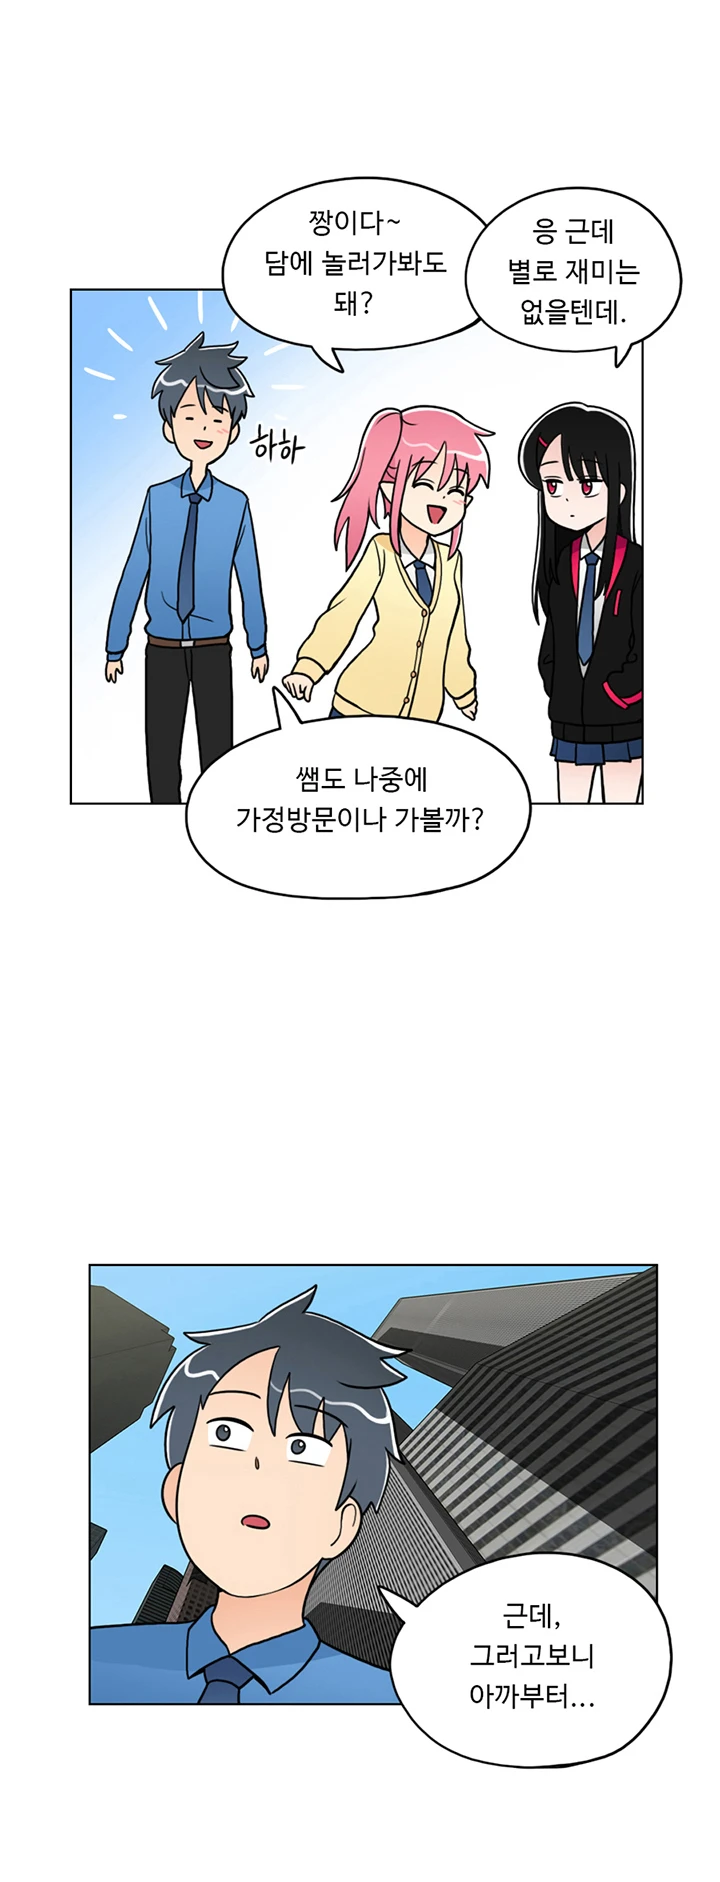 짱이다~
담에 놀러가봐도
돼?
응 근데
별로 재미는
없을텐데.
하하
쌤도 나중에
가정방문이나 가볼까?
근데,
그러고보니
아까부터...